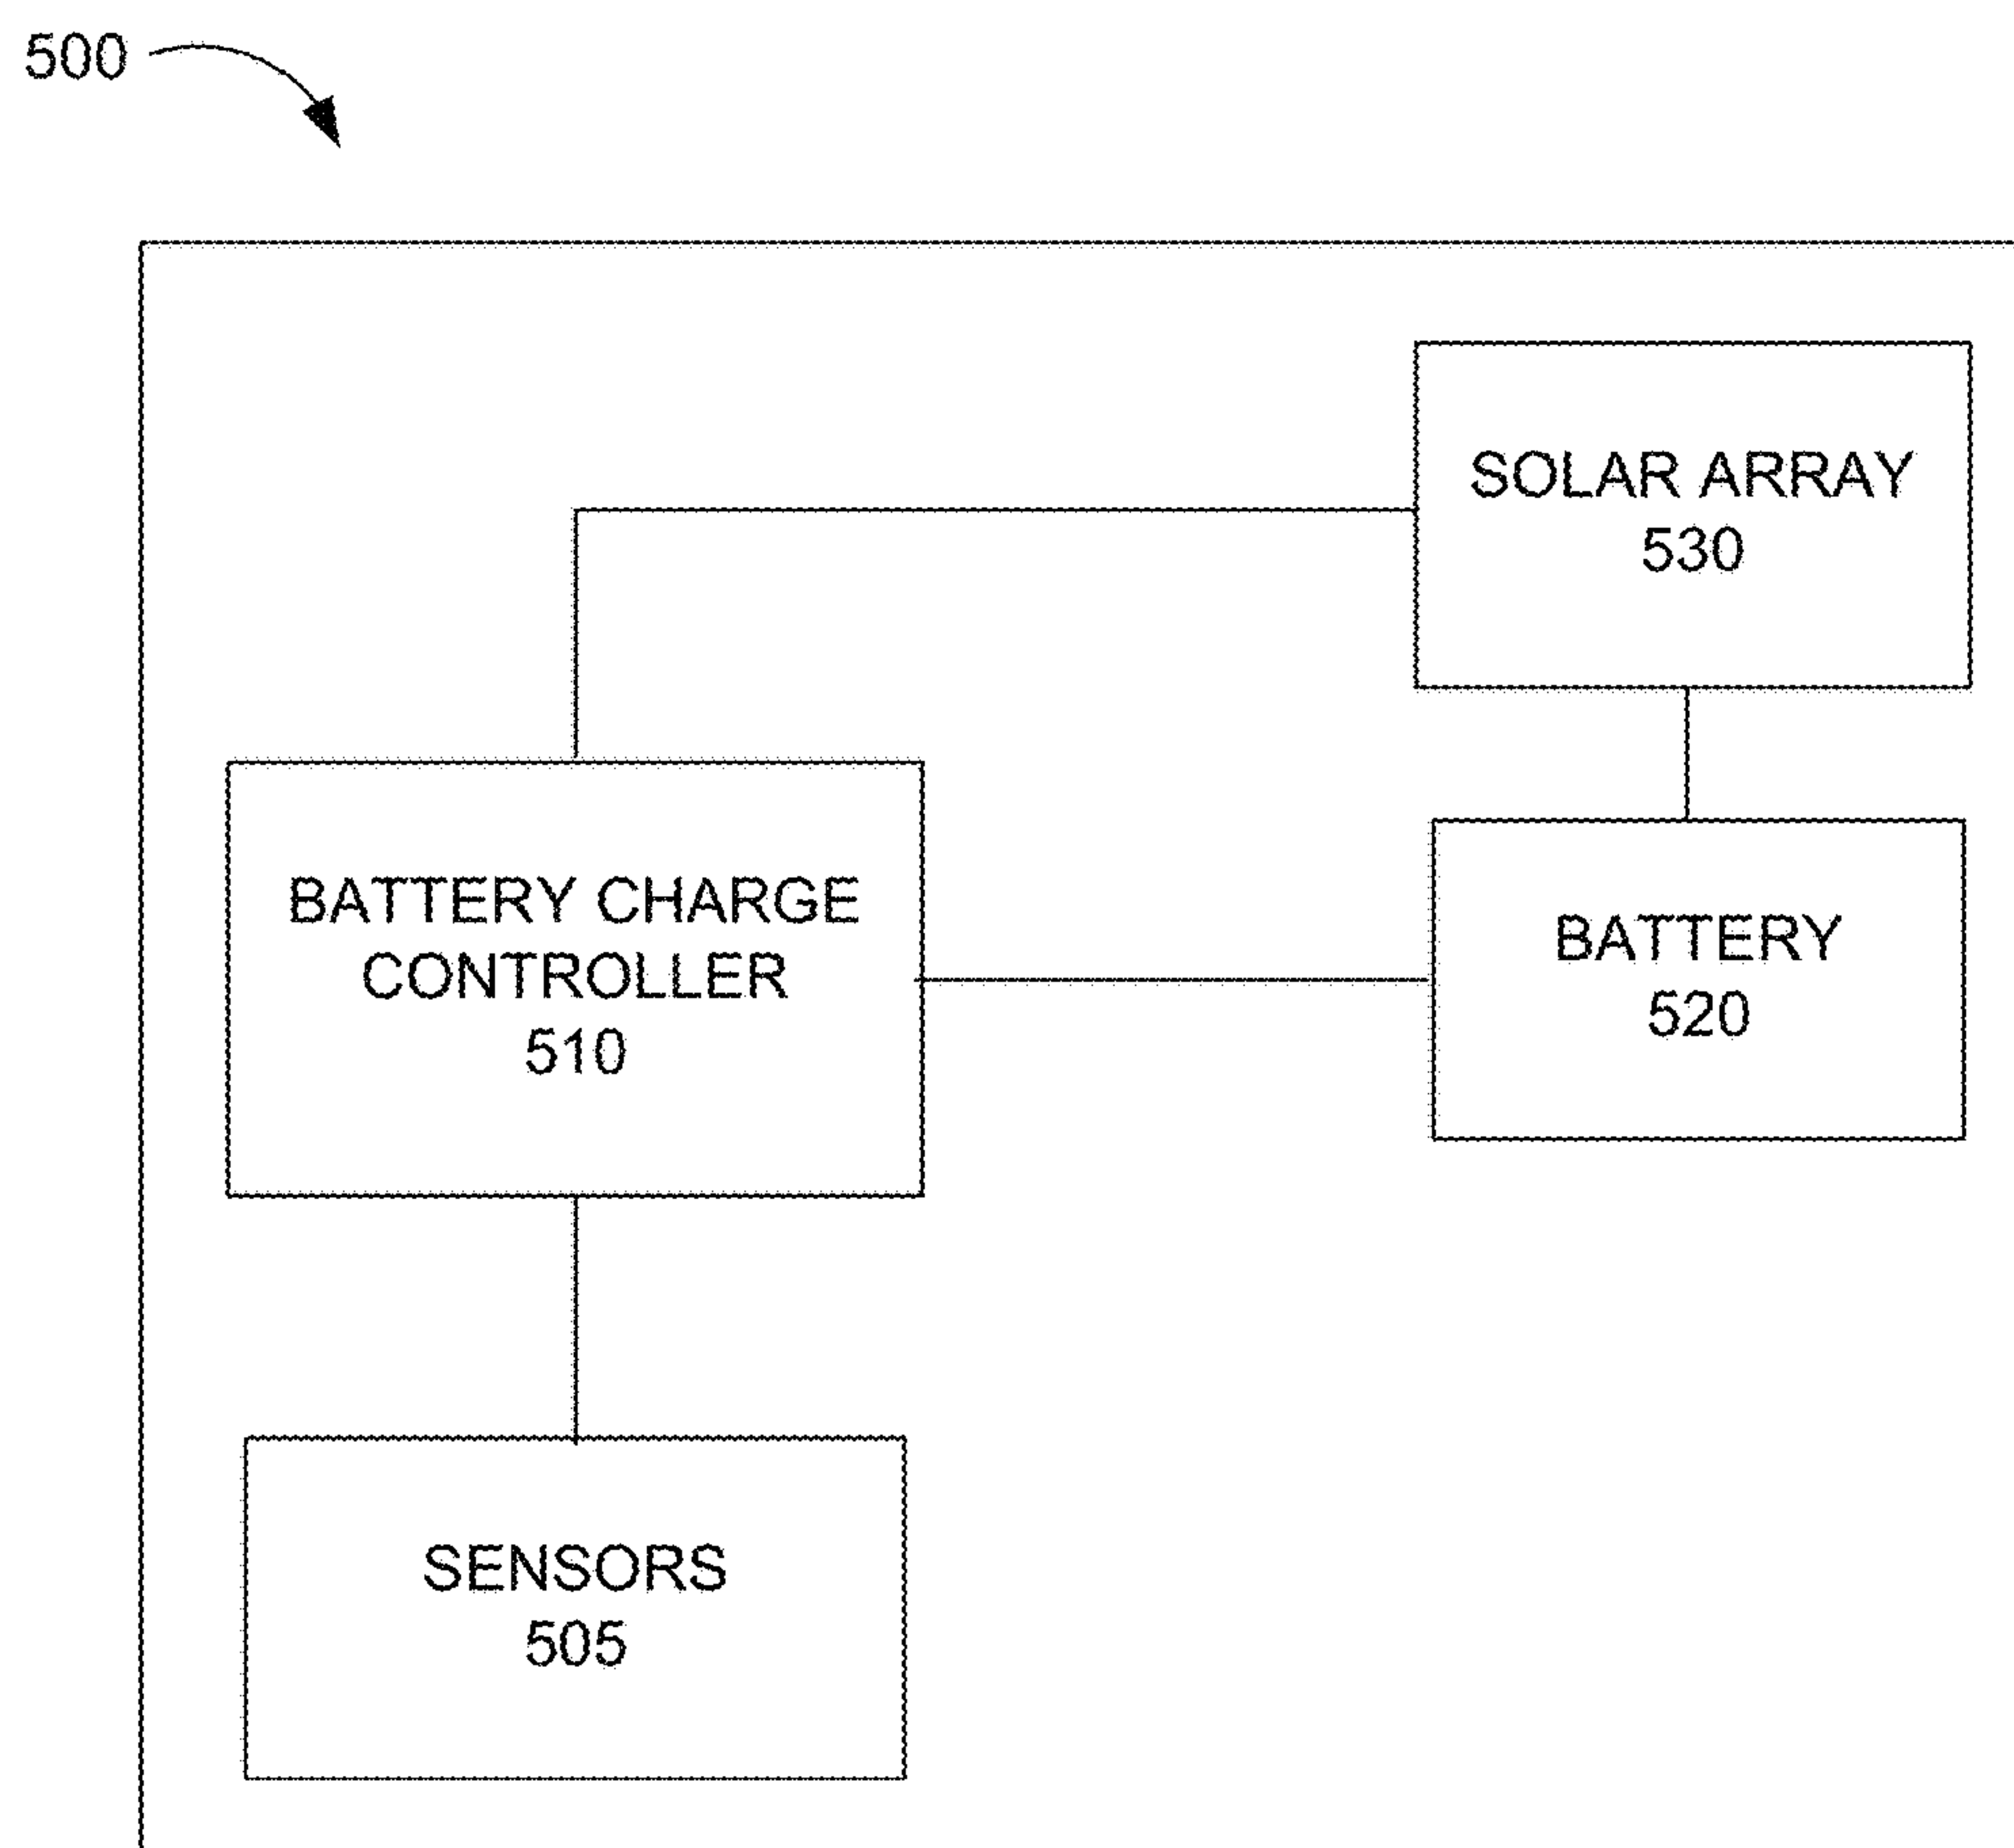 500
SOLAR ARRAY
530
BATTERY CHARGE
CONTROLLER
510
BATTERY
520
SENSORS
505